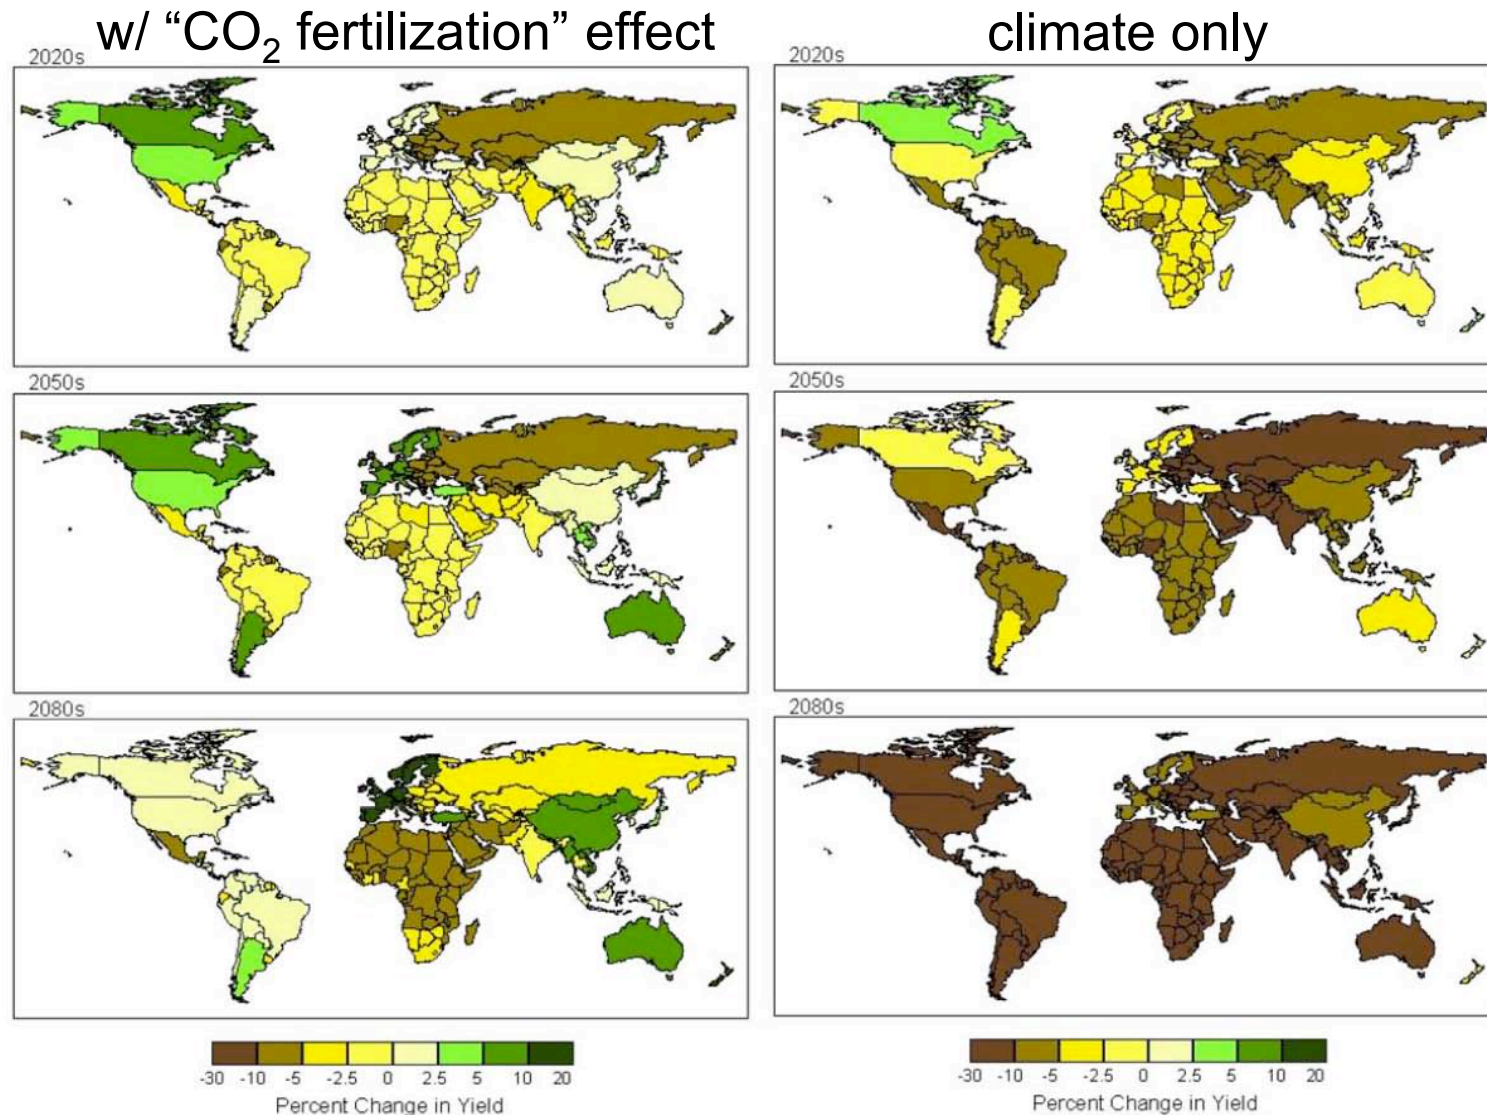 w/ “CO₂ fertilization” effect
climate only
2020s
2020s
2050s
2050s
2080s
2080s
-30 -10 -5 -2.5 0 2.5 5 10 20
Percent Change in Yield
-30 -10 -5 -2.5 0 2.5 5 10 20
Percent Change in Yield